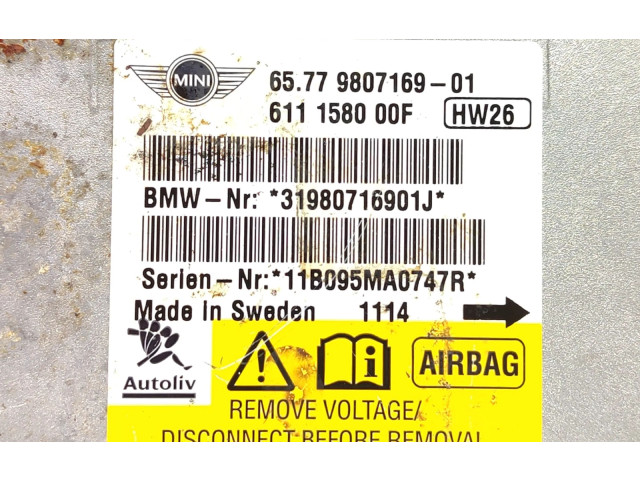 MINI
65.77 9807169-01
611 1580 00F HW26
BMW-Nr: *31980716901J*
Serien-Nr: *11B095MA0747R*
Made in Sweden 1114
Autoliv
AIRBAG
REMOVE VOLTAGE/
DISCONNECT BEFORE REMOVAL